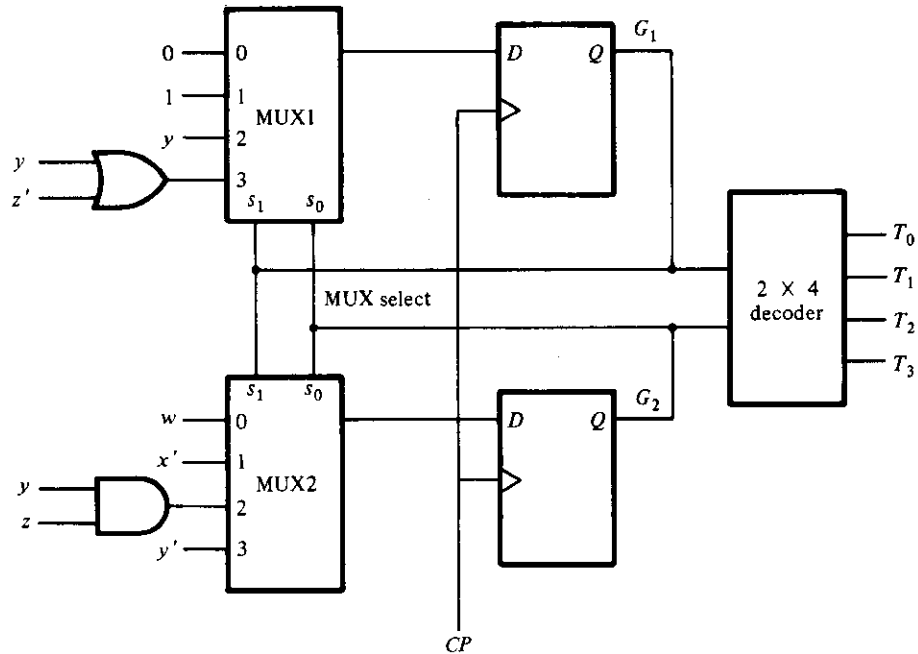 0
1
y
y
z'
0
1
2
3
MUX1
s₁ s₀
D Q
G₁
MUX select
2 × 4
decoder
T₀
T₁
T₂
T₃
s₁ s₀
w
x'
y
z
y'
0
1
2
3
MUX2
D Q
G₂
CP